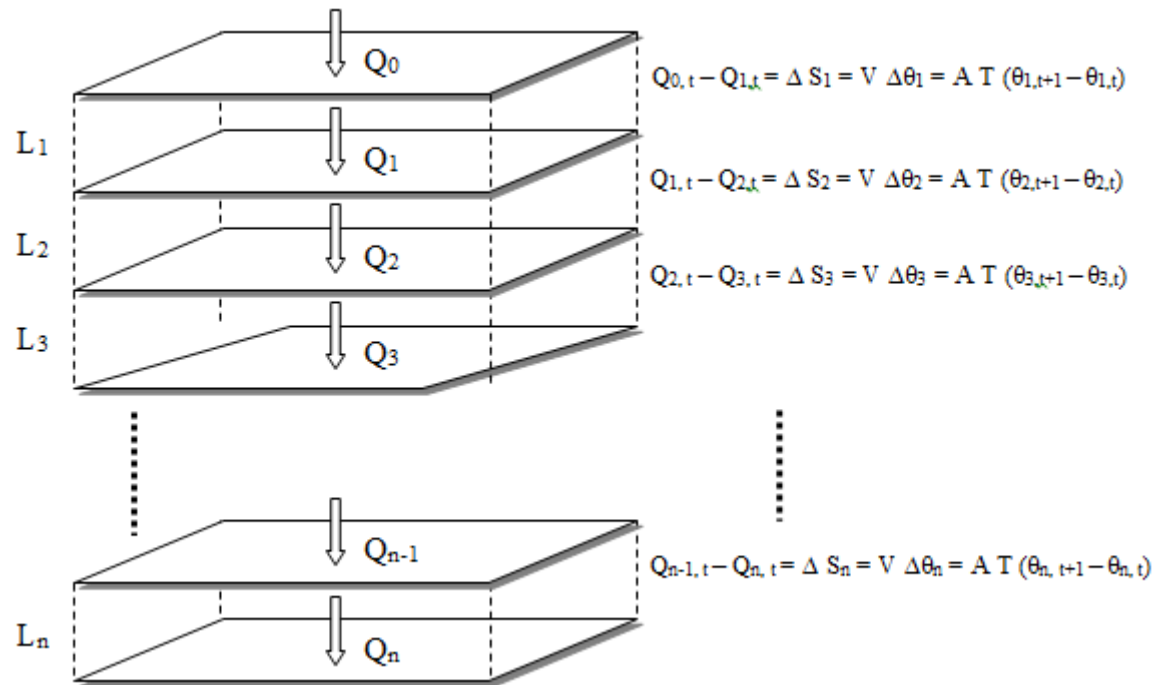 Q₀
Q₀, t – Q₁,t = Δ S₁ = V Δθ₁ = A T (θ₁,t+1 – θ₁,t)
L₁
Q₁
Q₁, t – Q₂,t = Δ S₂ = V Δθ₂ = A T (θ₂,t+1 – θ₂,t)
L₂
Q₂
Q₂, t – Q₃, t = Δ S₃ = V Δθ₃ = A T (θ₃,t+1 – θ₃,t)
L₃
Q₃
Qn-1
Qn-1, t – Qn, t = Δ Sn = V Δθn = A T (θn, t+1 – θn, t)
Ln
Qn